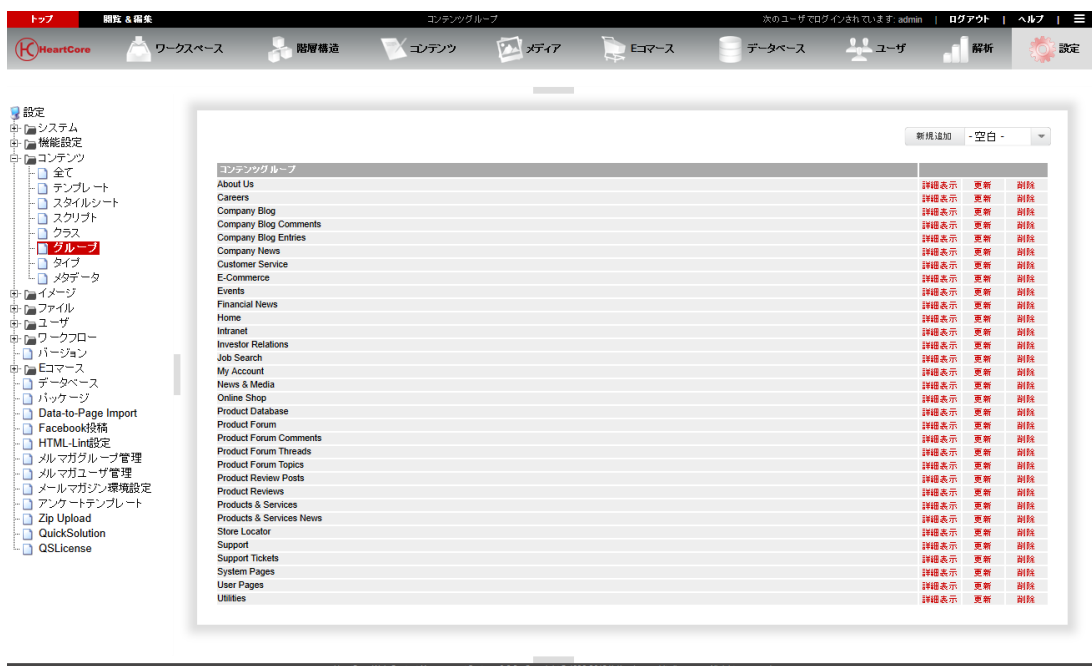 トップ 閲覧 & 編集 コンテンツグループ 次のユーザでログインされています: admin | ログアウト | ヘルプ |
HeartCore ワークスペース 階層構造 コンテンツ メディア Eコマース データベース ユーザ 解析 設定
設定
システム
機能設定
コンテンツ
全て
テンプレート
スタイルシート
スクリプト
クラス
グループ
タイプ
メタデータ
イメージ
ファイル
ユーザ
ワークフロー
バージョン
Eコマース
データベース
パッケージ
Data-to-Page Import
Facebook投稿
HTML-Lint設定
メルマガグループ管理
メルマガユーザ管理
メールマガジン環境設定
アンケートテンプレート
Zip Upload
QuickSolution
QSLicense
新規追加 - 空白 -
コンテンツグループ
About Us 詳細表示 更新 削除
Careers 詳細表示 更新 削除
Company Blog 詳細表示 更新 削除
Company Blog Comments 詳細表示 更新 削除
Company Blog Entries 詳細表示 更新 削除
Company News 詳細表示 更新 削除
Customer Service 詳細表示 更新 削除
E-Commerce 詳細表示 更新 削除
Events 詳細表示 更新 削除
Financial News 詳細表示 更新 削除
Home 詳細表示 更新 削除
Intranet 詳細表示 更新 削除
Investor Relations 詳細表示 更新 削除
Job Search 詳細表示 更新 削除
My Account 詳細表示 更新 削除
News & Media 詳細表示 更新 削除
Online Shop 詳細表示 更新 削除
Product Database 詳細表示 更新 削除
Product Forum 詳細表示 更新 削除
Product Forum Comments 詳細表示 更新 削除
Product Forum Threads 詳細表示 更新 削除
Product Forum Topics 詳細表示 更新 削除
Product Review Posts 詳細表示 更新 削除
Product Reviews 詳細表示 更新 削除
Products & Services 詳細表示 更新 削除
Products & Services News 詳細表示 更新 削除
Store Locator 詳細表示 更新 削除
Support 詳細表示 更新 削除
Support Tickets 詳細表示 更新 削除
System Pages 詳細表示 更新 削除
User Pages 詳細表示 更新 削除
Utilities 詳細表示 更新 削除